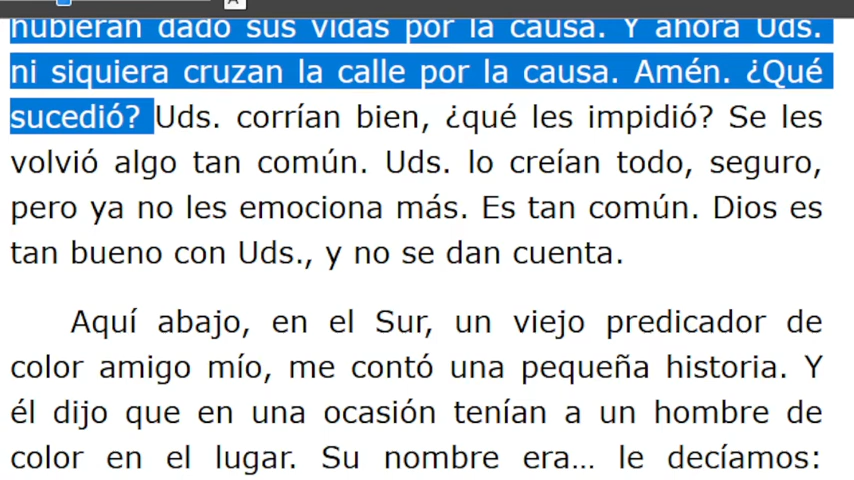 hubieran dado sus vidas por la causa. Y ahora Uds.
ni siquiera cruzan la calle por la causa. Amén. ¿Qué
sucedió? Uds. corrían bien, ¿qué les impidió? Se les
volvió algo tan común. Uds. lo creían todo, seguro,
pero ya no les emociona más. Es tan común. Dios es
tan bueno con Uds., y no se dan cuenta.
Aquí abajo, en el Sur, un viejo predicador de
color amigo mío, me contó una pequeña historia. Y
él dijo que en una ocasión tenían a un hombre de
color en el lugar. Su nombre era... le decíamos: